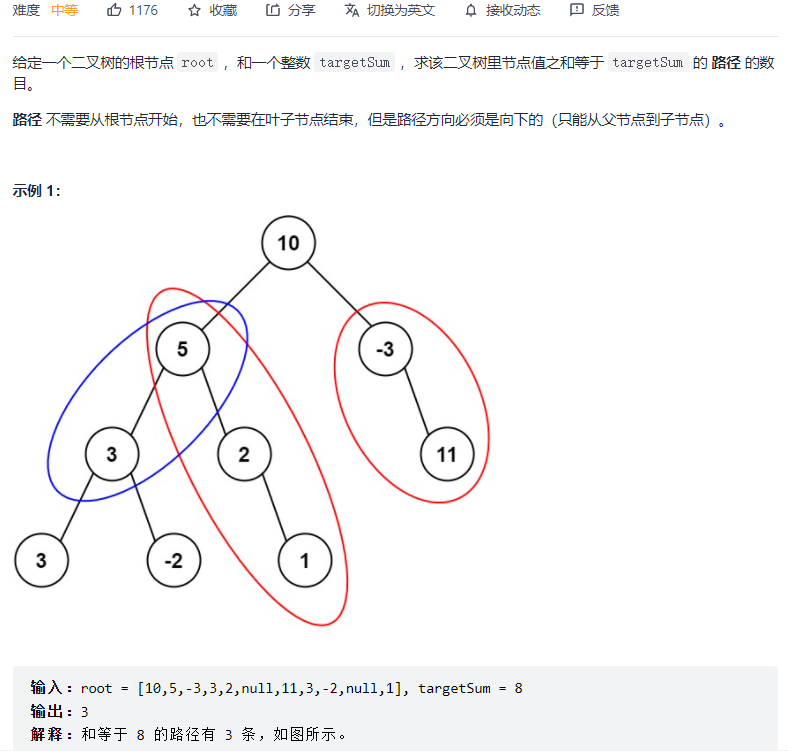 难度 中等 1176 收藏 分享 切换为英文 接收动态 反馈
给定一个二叉树的根节点 root ，和一个整数 targetSum ，求该二叉树里节点值之和等于 targetSum 的 路径 的数
目。
路径 不需要从根节点开始，也不需要在叶子节点结束，但是路径方向必须是向下的（只能从父节点到子节点）。
示例 1：
10
5 -3
3 2 11
3 -2 1
输入：root = [10,5,-3,3,2,null,11,3,-2,null,1], targetSum = 8
输出：3
解释：和等于 8 的路径有 3 条，如图所示。